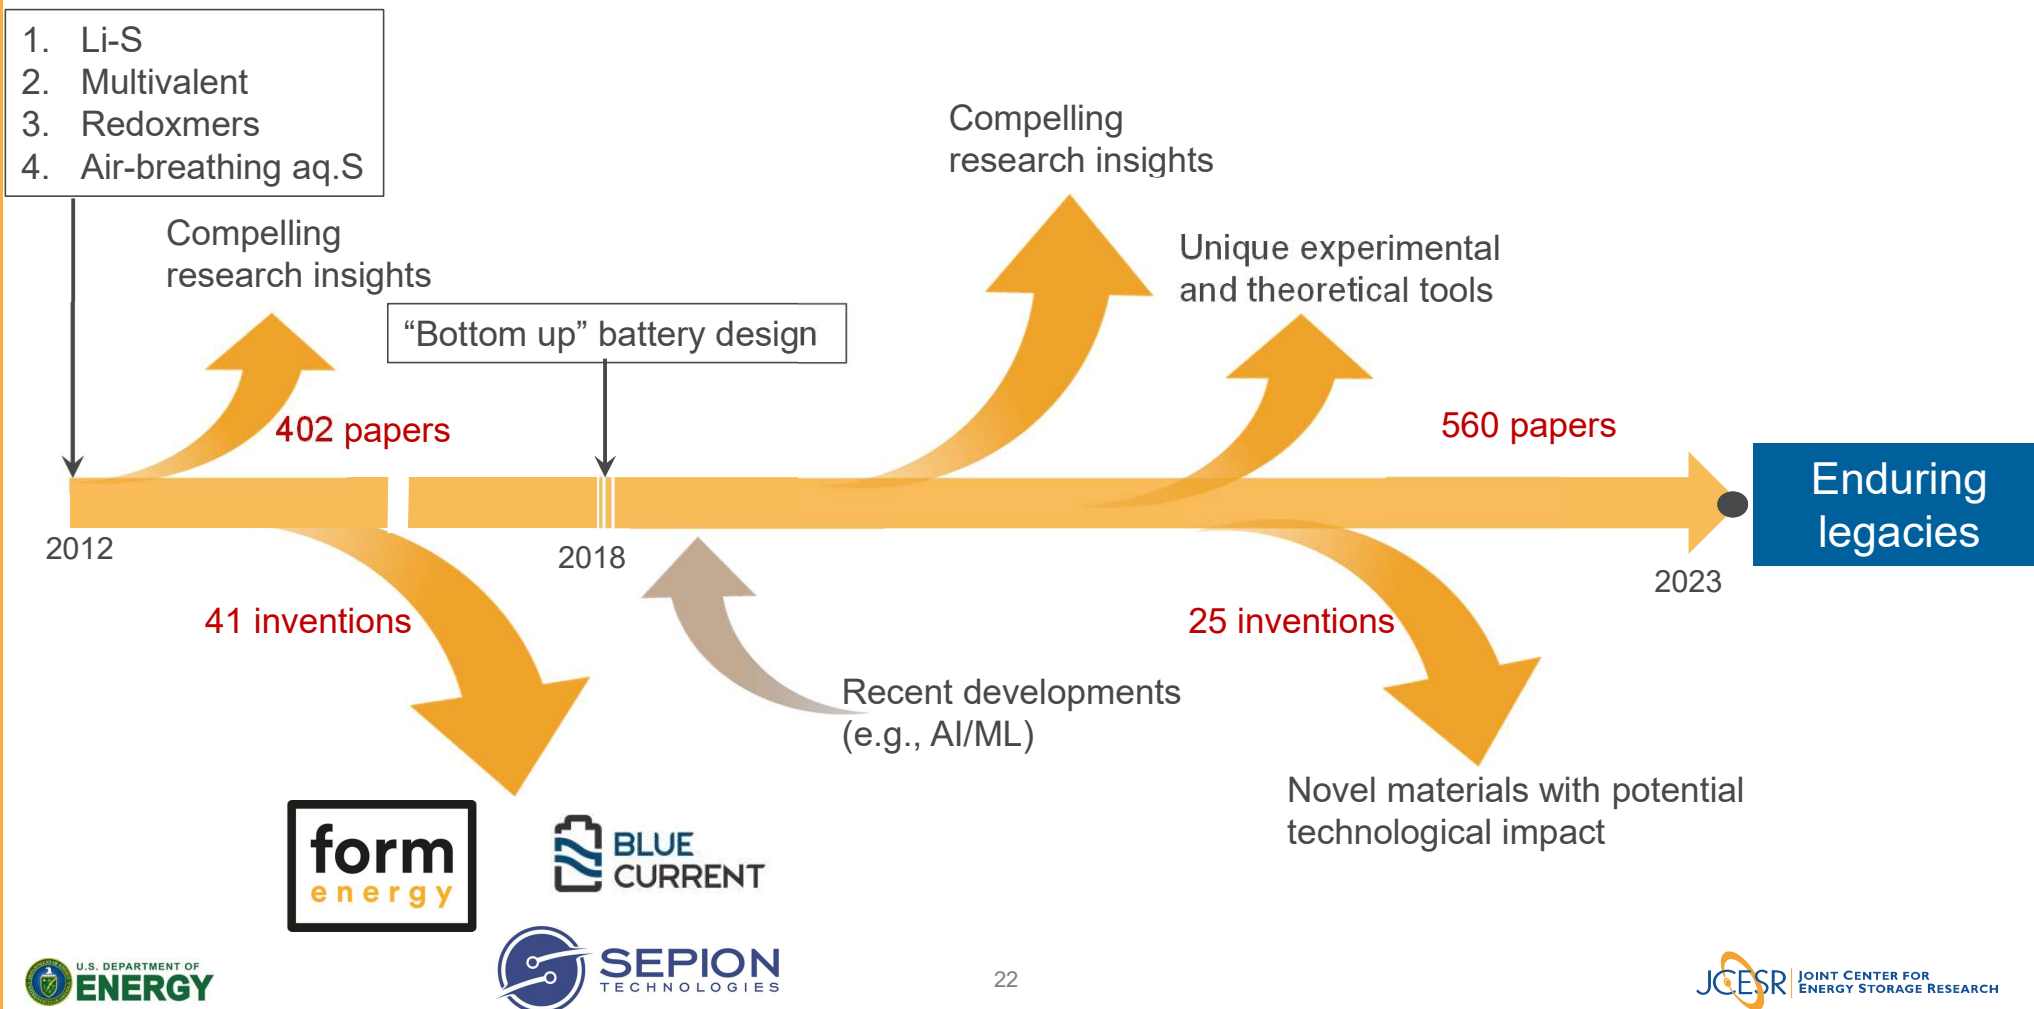 1. Li-S
2. Multivalent
3. Redoxmers
4. Air-breathing aq.S
Compelling
research insights
“Bottom up” battery design
402 papers
Compelling
research insights
Unique experimental
and theoretical tools
560 papers
Enduring
legacies
2012
2018
2023
41 inventions
25 inventions
Recent developments
(e.g., AI/ML)
Novel materials with potential
technological impact
form
energy
BLUE
CURRENT
SEPION
TECHNOLOGIES
U.S. DEPARTMENT OF
ENERGY
22
JCESR
JOINT CENTER FOR
ENERGY STORAGE RESEARCH